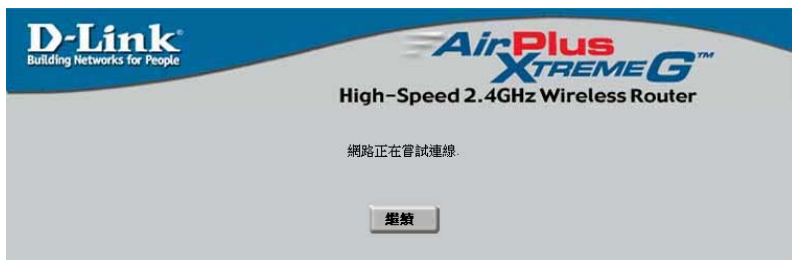 D-Link®
Building Networks for People
AirPlus
XTREME G™
High-Speed 2.4GHz Wireless Router
網路正在嘗試連線.
繼續